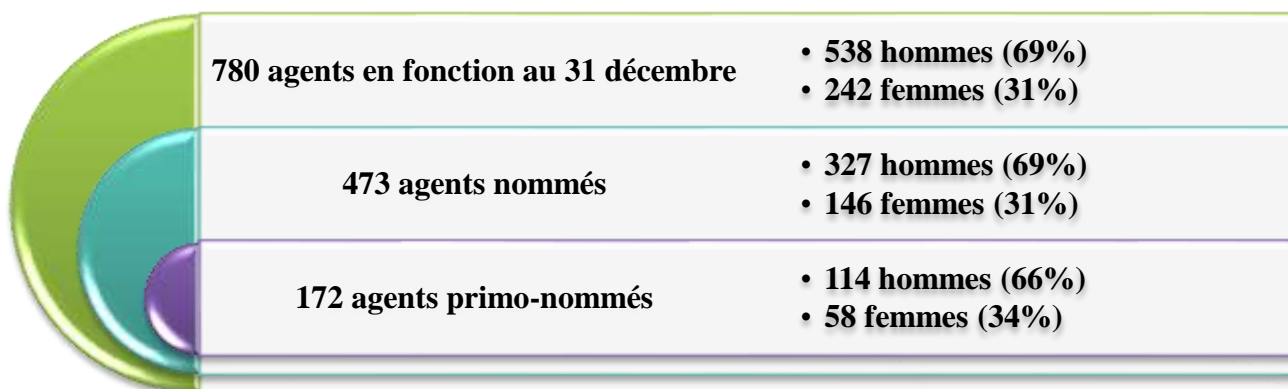 780 agents en fonction au 31 décembre
• 538 hommes (69%)
• 242 femmes (31%)
473 agents nommés
• 327 hommes (69%)
• 146 femmes (31%)
172 agents primo-nommés
• 114 hommes (66%)
• 58 femmes (34%)